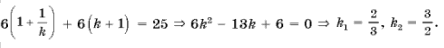 6(1 + 1/k) + 6(k + 1) = 25 ⇒ 6k² − 13k + 6 = 0 ⇒ k₁ = 2/3, k₂ = 3/2.